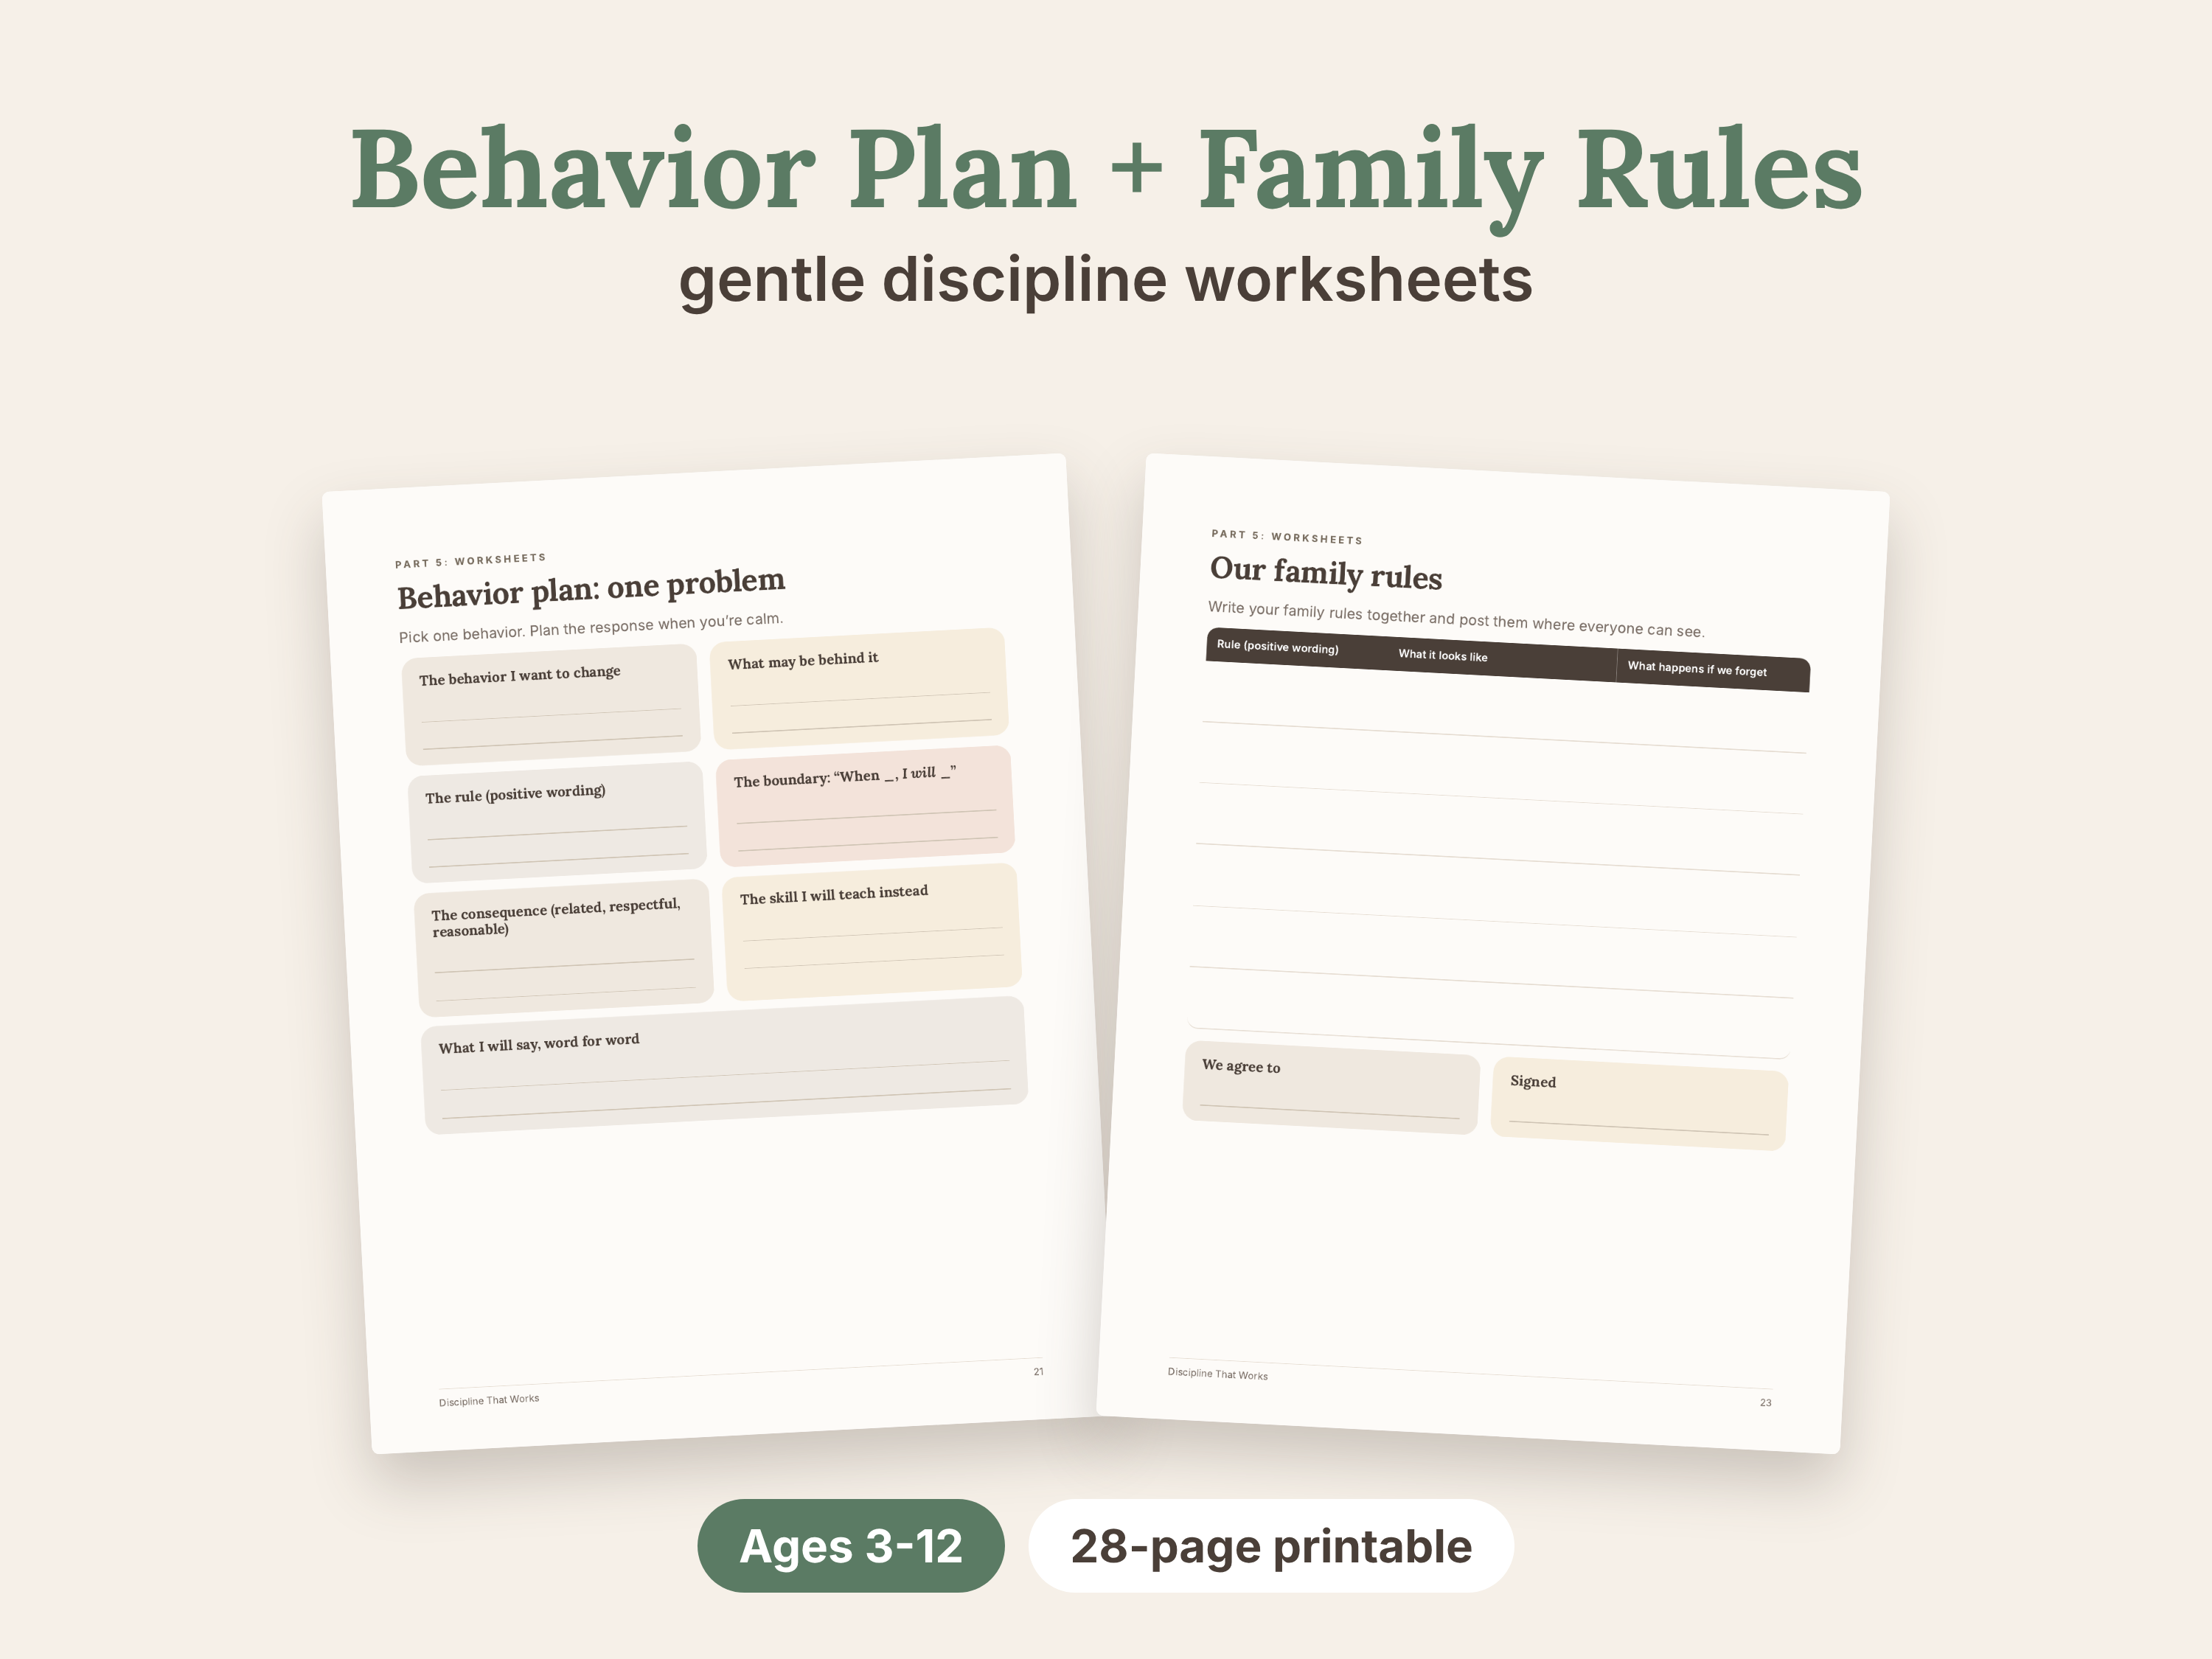 Behavior Plan + Family Rules
gentle discipline worksheets
PART 5: WORKSHEETS
Behavior plan: one problem
Pick one behavior. Plan the response when you’re calm.
The behavior I want to change
What may be behind it
The rule (positive wording)
The boundary: “When _, I will _”
The consequence (related, respectful,
reasonable)
The skill I will teach instead
What I will say, word for word
Discipline That Works
21
PART 5: WORKSHEETS
Our family rules
Write your family rules together and post them where everyone can see.
Rule (positive wording)
What it looks like
What happens if we forget
We agree to
Signed
Discipline That Works
23
Ages 3-12
28-page printable